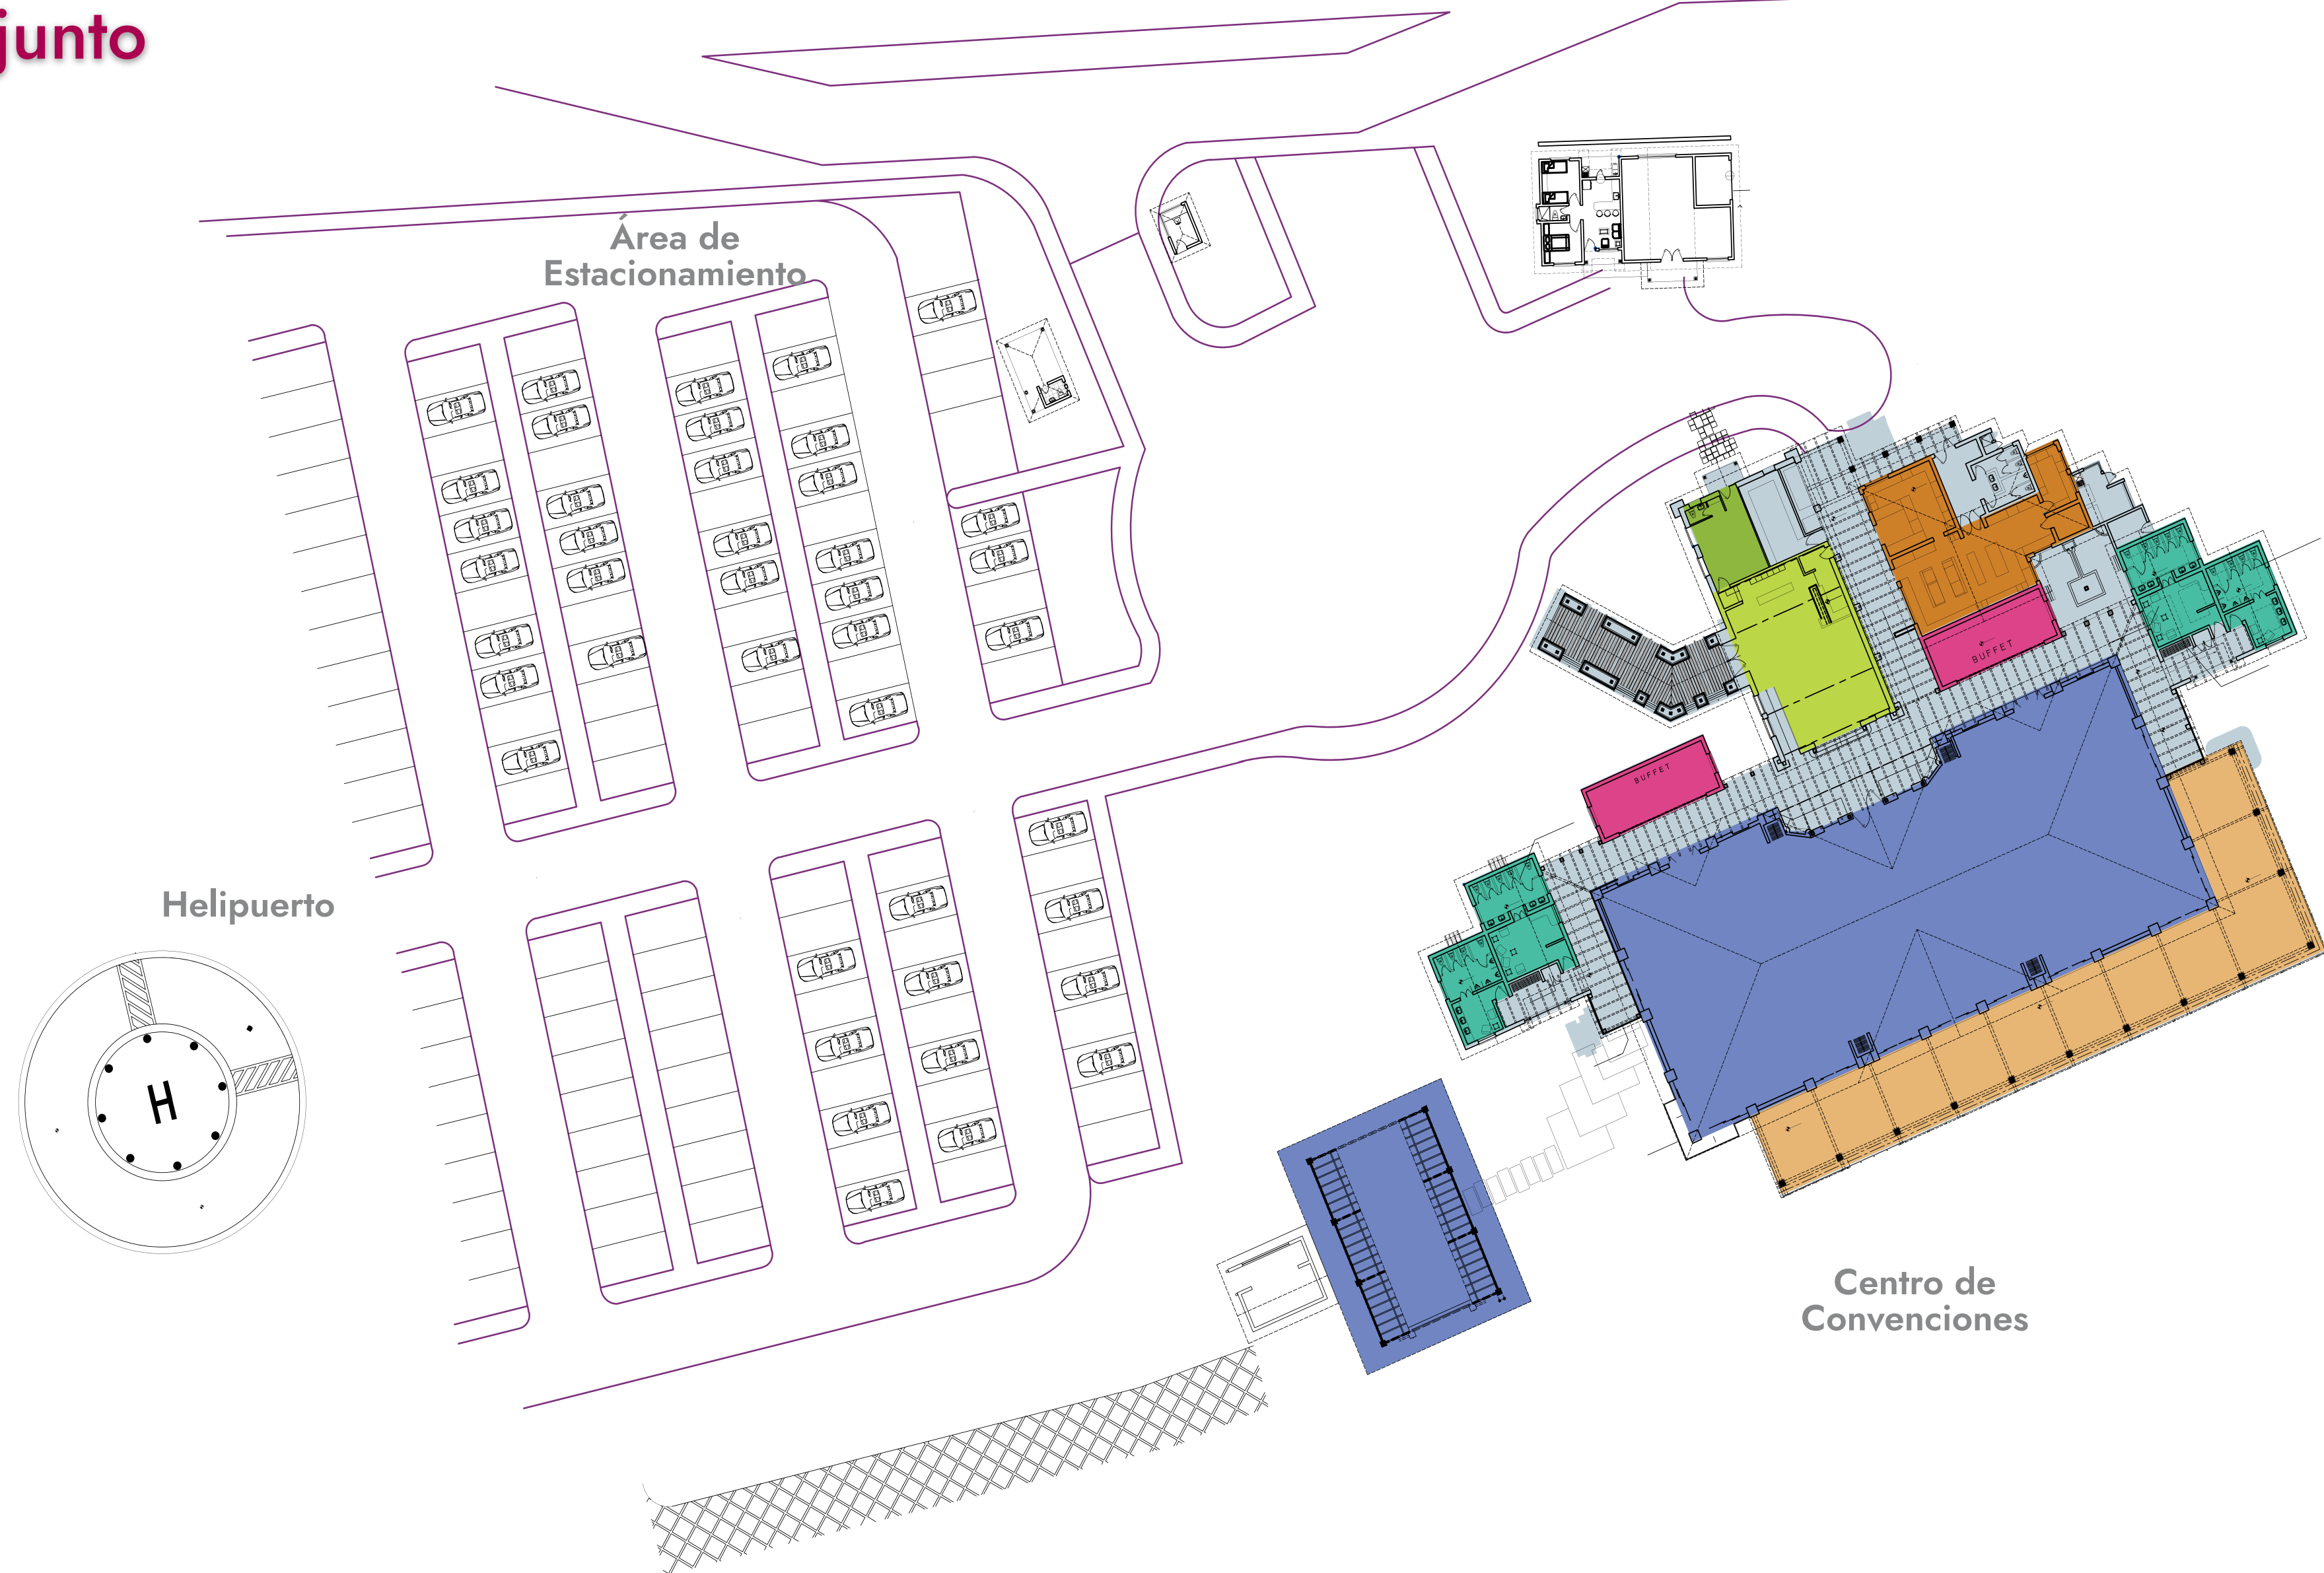 junto
Área de
Estacionamiento
BUFFET
BUFFET
Helipuerto
H
Centro de
Convenciones